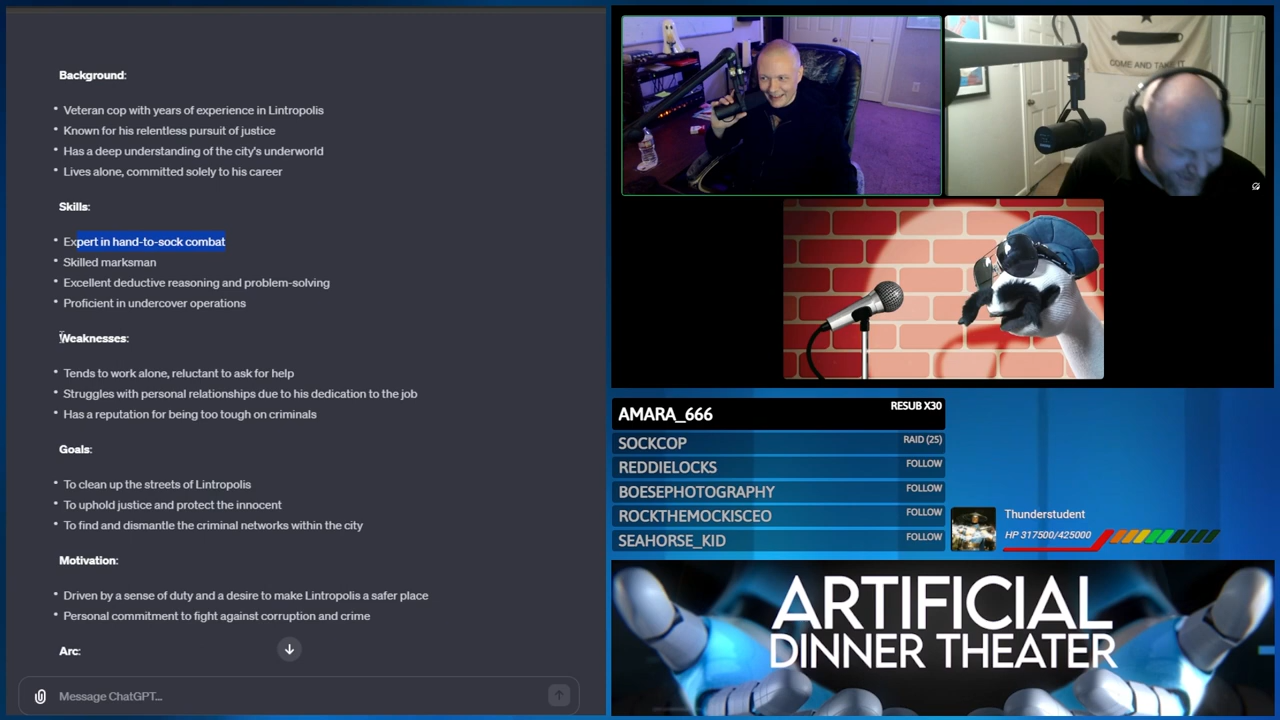 Background:
• Veteran cop with years of experience in Lintropolis
• Known for his relentless pursuit of justice
• Has a deep understanding of the city's underworld
• Lives alone, committed solely to his career
Skills:
• Expert in hand-to-sock combat
• Skilled marksman
• Excellent deductive reasoning and problem-solving
• Proficient in undercover operations
Weaknesses:
• Tends to work alone, reluctant to ask for help
• Struggles with personal relationships due to his dedication to the job
• Has a reputation for being too tough on criminals
Goals:
• To clean up the streets of Lintropolis
• To uphold justice and protect the innocent
• To find and dismantle the criminal networks within the city
Motivation:
• Driven by a sense of duty and a desire to make Lintropolis a safer place
• Personal commitment to fight against corruption and crime
Arc:
Message ChatGPT...
COME AND TAKE IT
AMARA_666 RESUB X30
SOCKCOP RAID (25)
REDDIELOCKS FOLLOW
BOESEPHOTOGRAPHY FOLLOW
ROCKTHEMOCKISCEO FOLLOW
SEAHORSE_KID FOLLOW
Thunderstudent
HP 317500/425000
ARTIFICIAL
DINNER THEATER